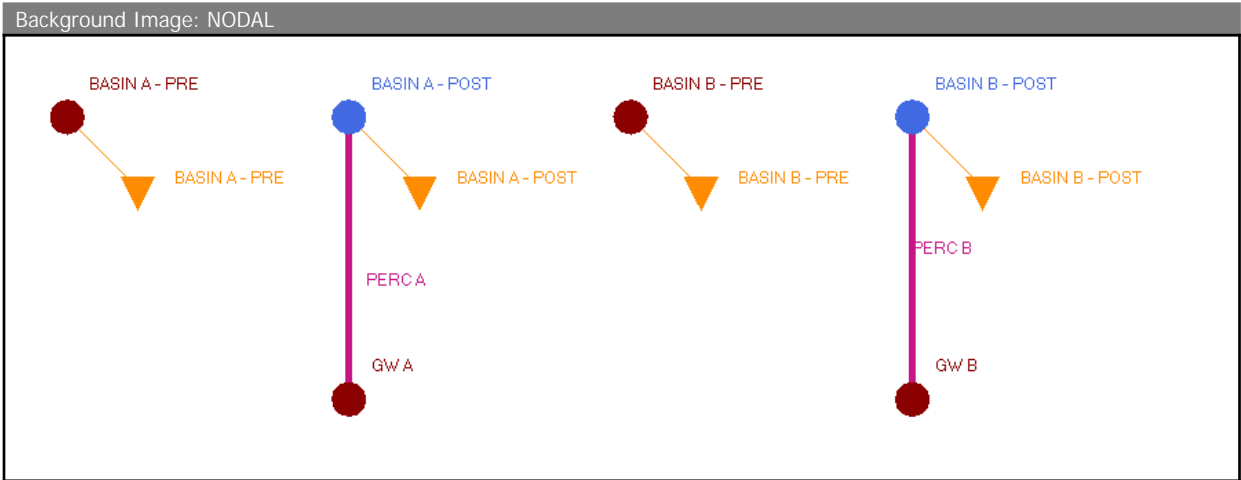 Background Image: NODAL
BASIN A - PRE
BASIN A - POST
BASIN B - PRE
BASIN B - POST
BASIN A - PRE
BASIN A - POST
BASIN B - PRE
BASIN B - POST
PERC B
PERC A
GW A
GW B